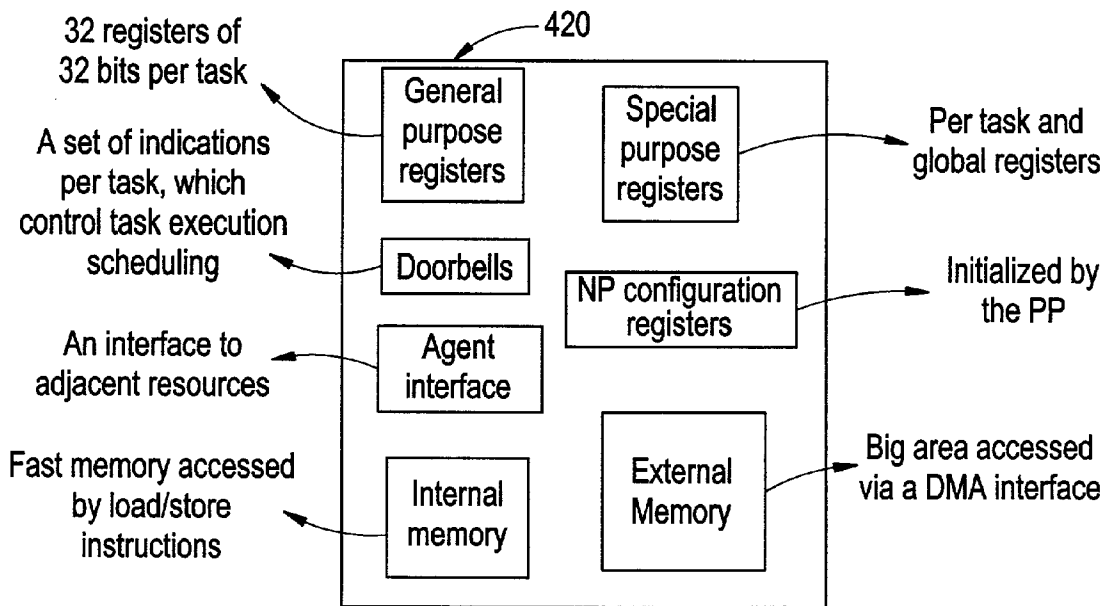 32 registers of
32 bits per task
420
General
purpose
registers
Special
purpose
registers
Per task and
global registers
A set of indications
per task, which
control task execution
scheduling
Doorbells
NP configuration
registers
Initialized by
the PP
An interface to
adjacent resources
Agent
interface
Fast memory accessed
by load/store
instructions
Internal
memory
External
Memory
Big area accessed
via a DMA interface